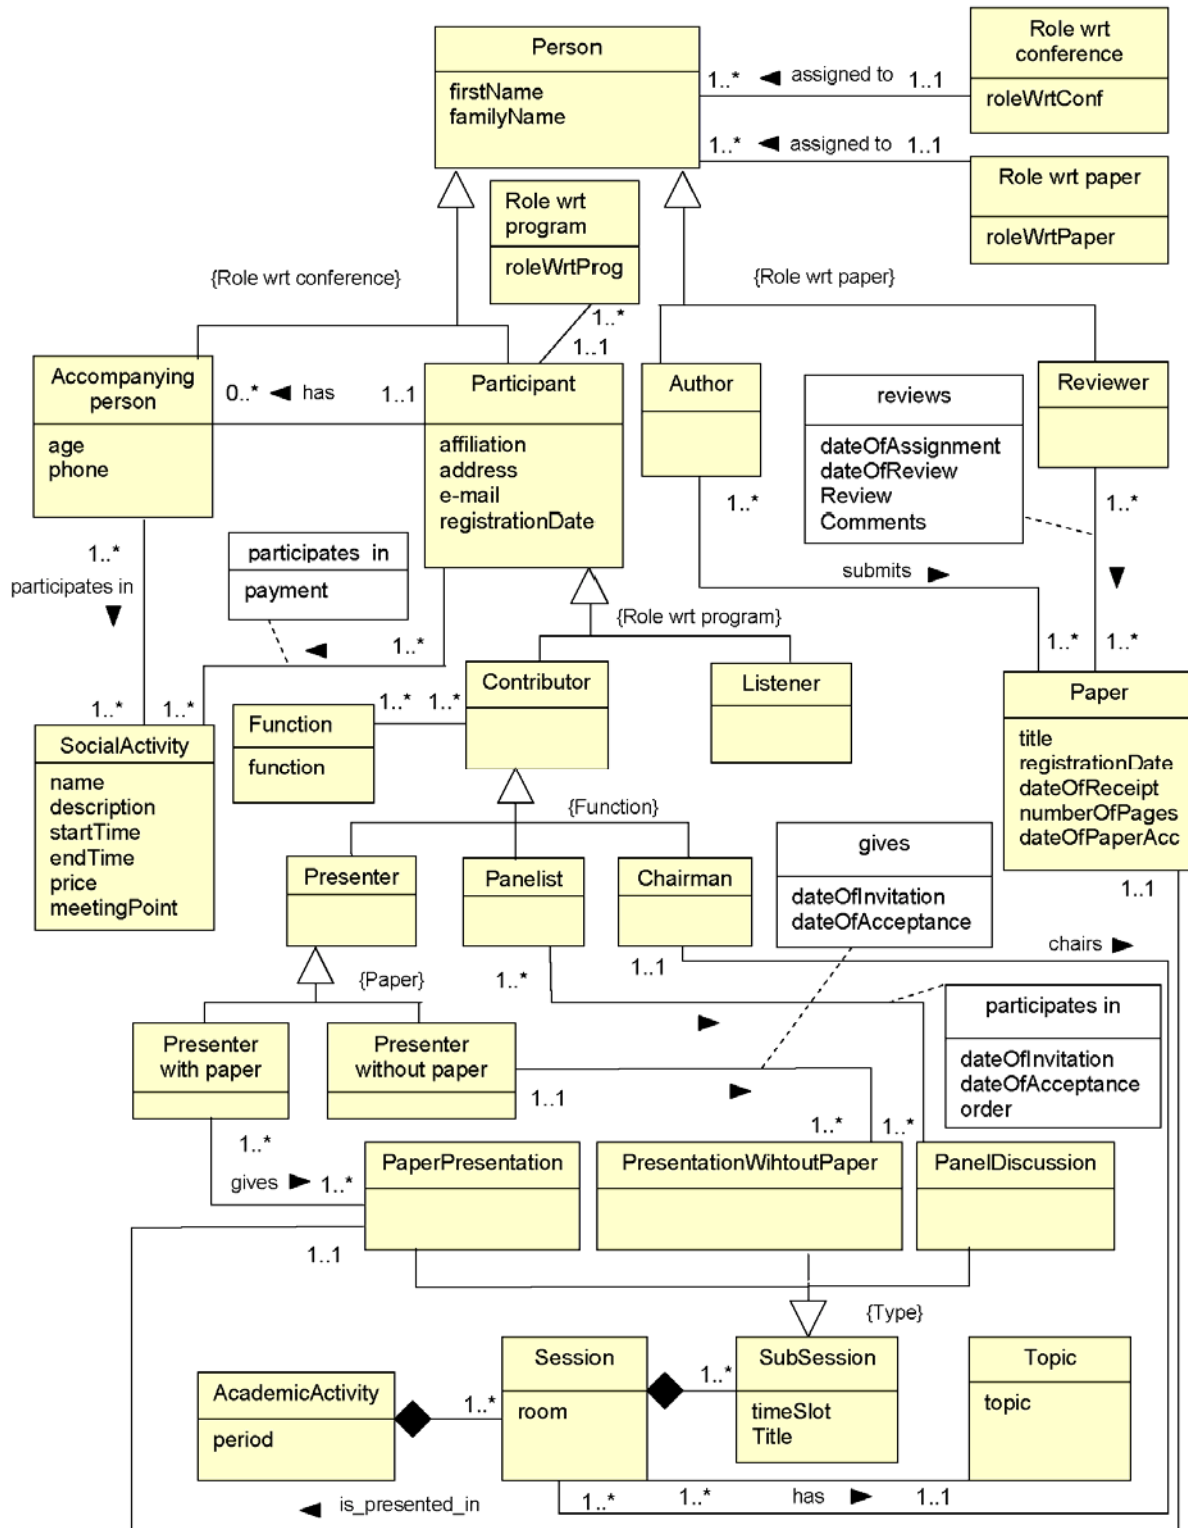 Person
firstName
familyName
Role wrt
conference
roleWrtConf
1..* ◄ assigned to 1..1
1..* ◄ assigned to 1..1
Role wrt paper
roleWrtPaper
Role wrt
program
roleWrtProg
{Role wrt conference}
{Role wrt paper}
1..*
1..1
Accompanying
person
age
phone
0..* ◄ has 1..1
Participant
affiliation
address
e-mail
registrationDate
Author
reviews
dateOfAssignment
dateOfReview
Review
Comments
Reviewer
1..*
1..*
1..*
participates in
participates in
payment
submits ►
{Role wrt program}
1..*
1..*
1..*
Contributor
Listener
Paper
title
registrationDate
dateOfReceipt
numberOfPages
dateOfPaperAcc
1..*
1..*
1..*
1..*
Function
function
SocialActivity
name
description
startTime
endTime
price
meetingPoint
{Function}
Presenter
Panelist
Chairman
gives
dateOfInvitation
dateOfAcceptance
1..1
chairs ►
{Paper}
1..*
1..1
participates in
dateOfInvitation
dateOfAcceptance
order
Presenter
with paper
Presenter
without paper
1..1
1..*
1..*
1..*
PaperPresentation
PresentationWihtoutPaper
PanelDiscussion
gives ► 1..*
1..1
{Type}
AcademicActivity
period
1..*
Session
room
1..*
SubSession
timeSlot
Title
Topic
topic
◄ is_presented_in
1..*
1..* has ► 1..1